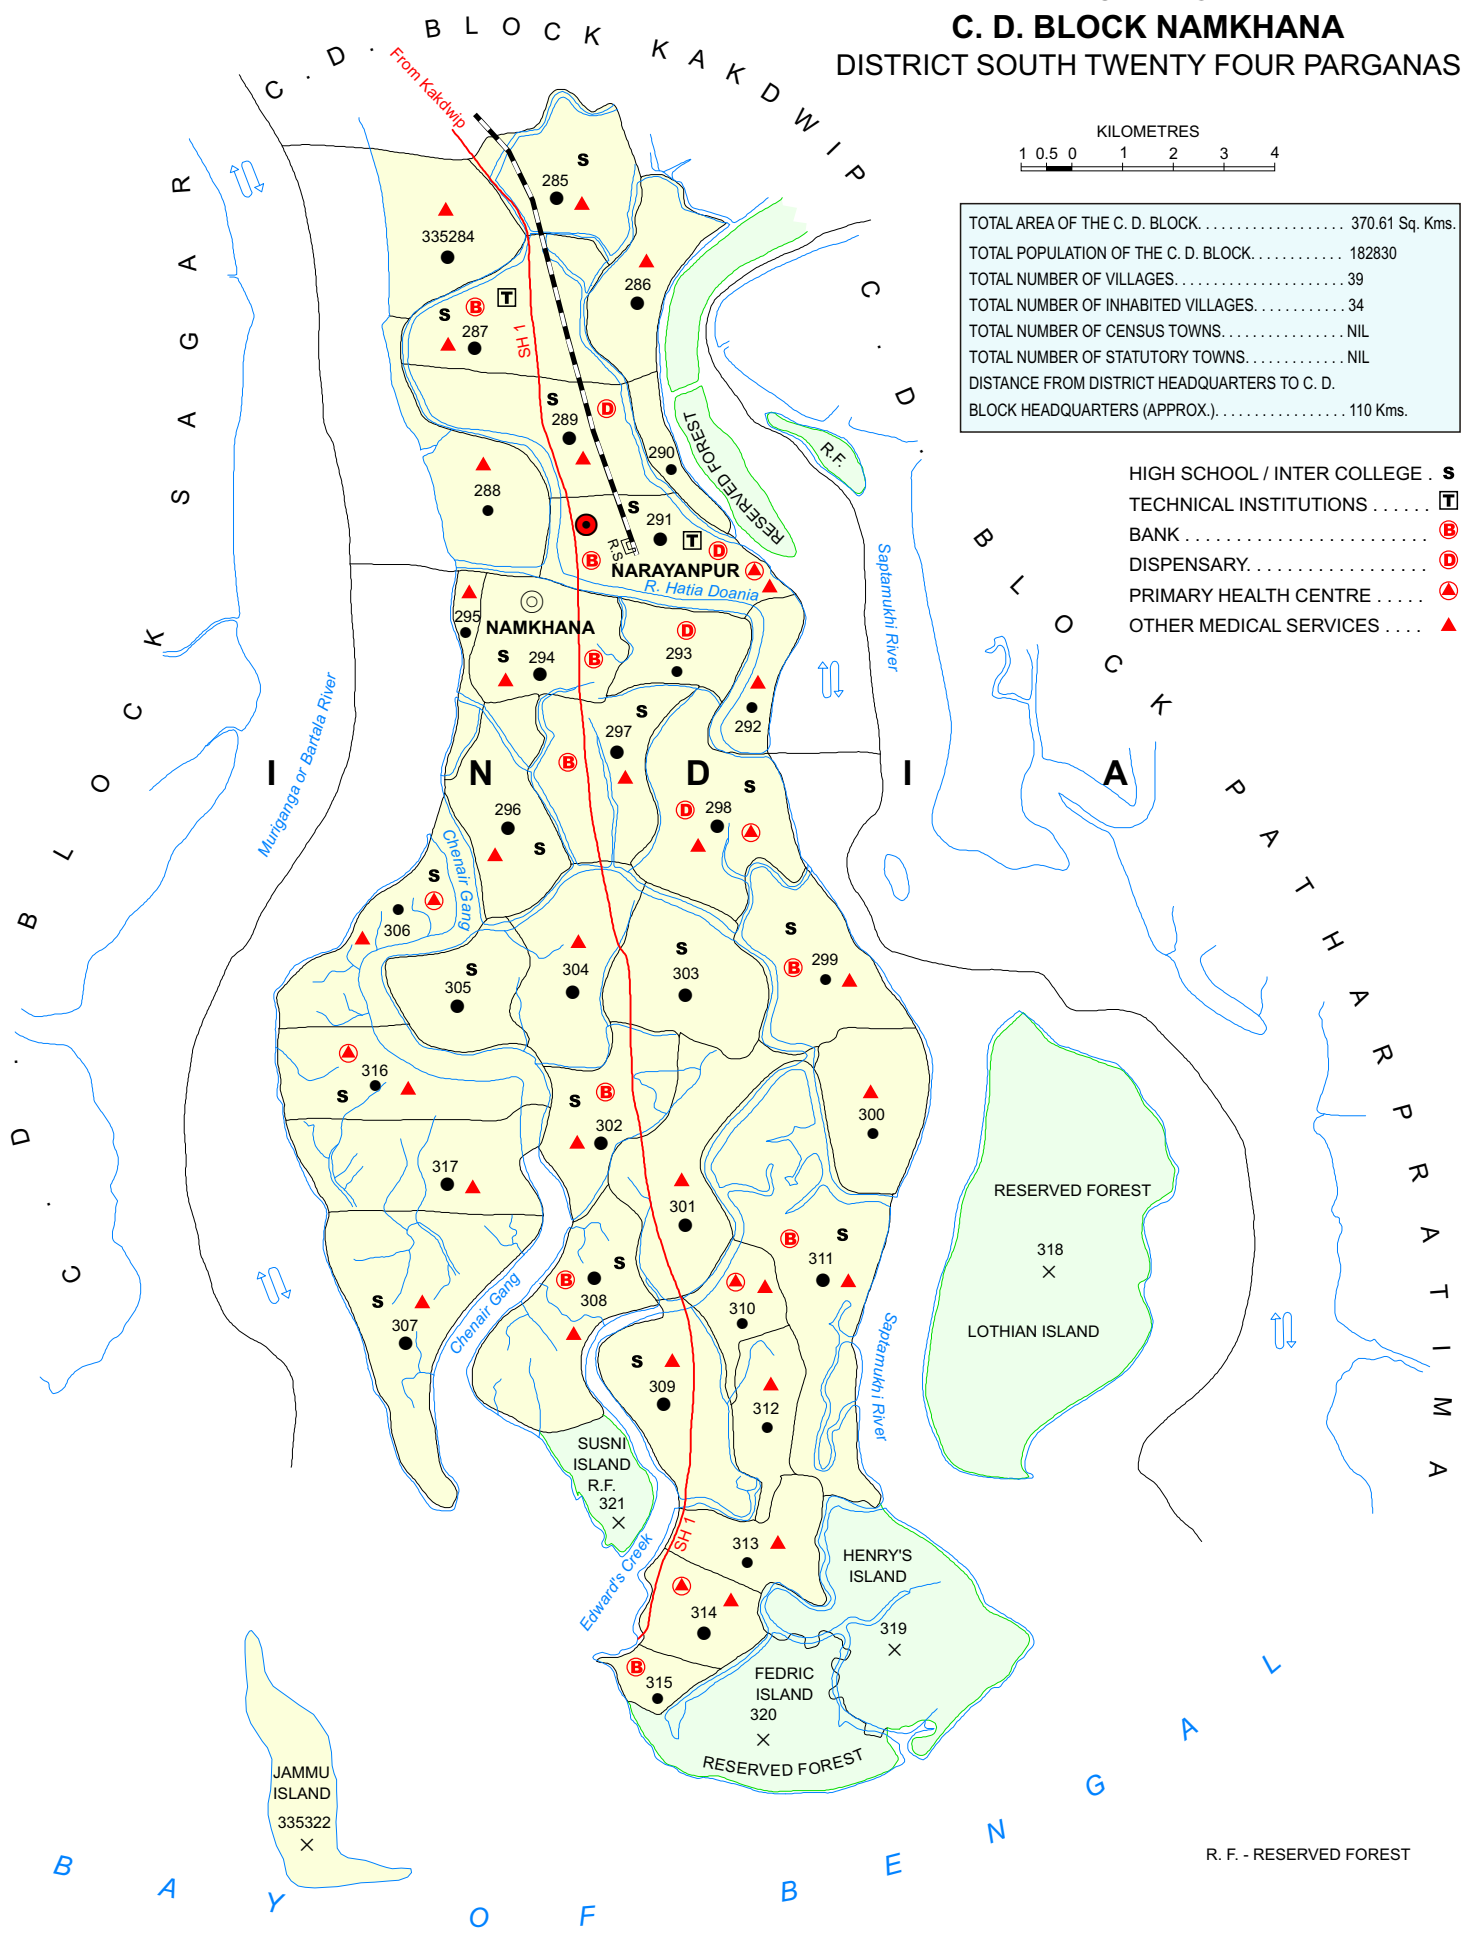 C. D. BLOCK NAMKHANA
DISTRICT SOUTH TWENTY FOUR PARGANAS
C. D. BLOCK KAKDWIP
From Kakdwip
KILOMETRES
1 0.5 0 1 2 3 4
TOTAL AREA OF THE C. D. BLOCK. . . . . . . . . . . . . . . . . . . 370.61 Sq. Kms.
TOTAL POPULATION OF THE C. D. BLOCK. . . . . . . . . . . . 182830
TOTAL NUMBER OF VILLAGES. . . . . . . . . . . . . . . . . . . . . . 39
TOTAL NUMBER OF INHABITED VILLAGES. . . . . . . . . . . . 34
TOTAL NUMBER OF CENSUS TOWNS. . . . . . . . . . . . . . . . NIL
TOTAL NUMBER OF STATUTORY TOWNS. . . . . . . . . . . . . NIL
DISTANCE FROM DISTRICT HEADQUARTERS TO C. D.
BLOCK HEADQUARTERS (APPROX.). . . . . . . . . . . . . . . . . 110 Kms.
HIGH SCHOOL / INTER COLLEGE . S
TECHNICAL INSTITUTIONS . . . . . . T
BANK . . . . . . . . . . . . . . . . . . . . . . . . B
DISPENSARY. . . . . . . . . . . . . . . . . D
PRIMARY HEALTH CENTRE . . . . .
OTHER MEDICAL SERVICES . . . .
C. D. BLOCK SAGAR
C. D. BLOCK PATHARPRATIMA
S
285
335284
286
B T
S
287
SH 1
S
D
289
290
RESERVED FOREST
R.F.
288
S
291
T
R.S
B
D
NARAYANPUR
R. Hatia Doania
Saptamukhi River
295
NAMKHANA
D
S
294
B
293
292
Muriganga or Bartala River
S
297
B
I N D I A
S
D
298
296
S
Chenair Gang
S
306
S
305
304
S
303
S
B
299
316
S
S
B
302
300
317
301
RESERVED FOREST
318
LOTHIAN ISLAND
B
S
311
S
B
308
310
S
307
Chenair Gang
Saptamukhi River
S
309
312
SUSNI
ISLAND
R.F.
321
SH 1
313
HENRY'S
ISLAND
Edward's Creek
314
319
B
315
FEDRIC
ISLAND
320
RESERVED FOREST
JAMMU
ISLAND
335322
BAY OF BENGAL
R. F. - RESERVED FOREST